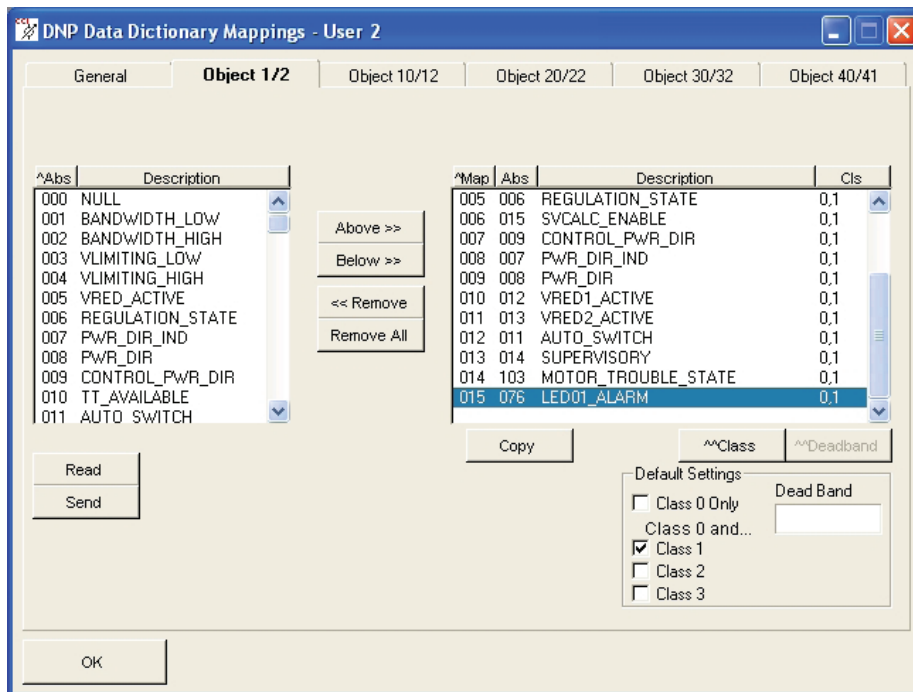 DNP Data Dictionary Mappings - User 2
General Object 1/2 Object 10/12 Object 20/22 Object 30/32 Object 40/41
^Abs Description
000 NULL
001 BANDWIDTH_LOW
002 BANDWIDTH_HIGH
003 VLIMITING_LOW
004 VLIMITING_HIGH
005 VRED_ACTIVE
006 REGULATION_STATE
007 PWR_DIR_IND
008 PWR_DIR
009 CONTROL_PWR_DIR
010 TT_AVAILABLE
011 AUTO_SWITCH
Read
Send
Above >>
Below >>
<< Remove
Remove All
^Map Abs Description Cls
005 006 REGULATION_STATE 0,1
006 015 SVCALC_ENABLE 0,1
007 009 CONTROL_PWR_DIR 0,1
008 007 PWR_DIR_IND 0,1
009 008 PWR_DIR 0,1
010 012 VRED1_ACTIVE 0,1
011 013 VRED2_ACTIVE 0,1
012 011 AUTO_SWITCH 0,1
013 014 SUPERVISORY 0,1
014 103 MOTOR_TROUBLE_STATE 0,1
015 076 LED01_ALARM 0,1
Copy ^^Class ^^Deadband
Default Settings
Class 0 Only
Class 0 and...
Class 1
Class 2
Class 3
Dead Band
OK